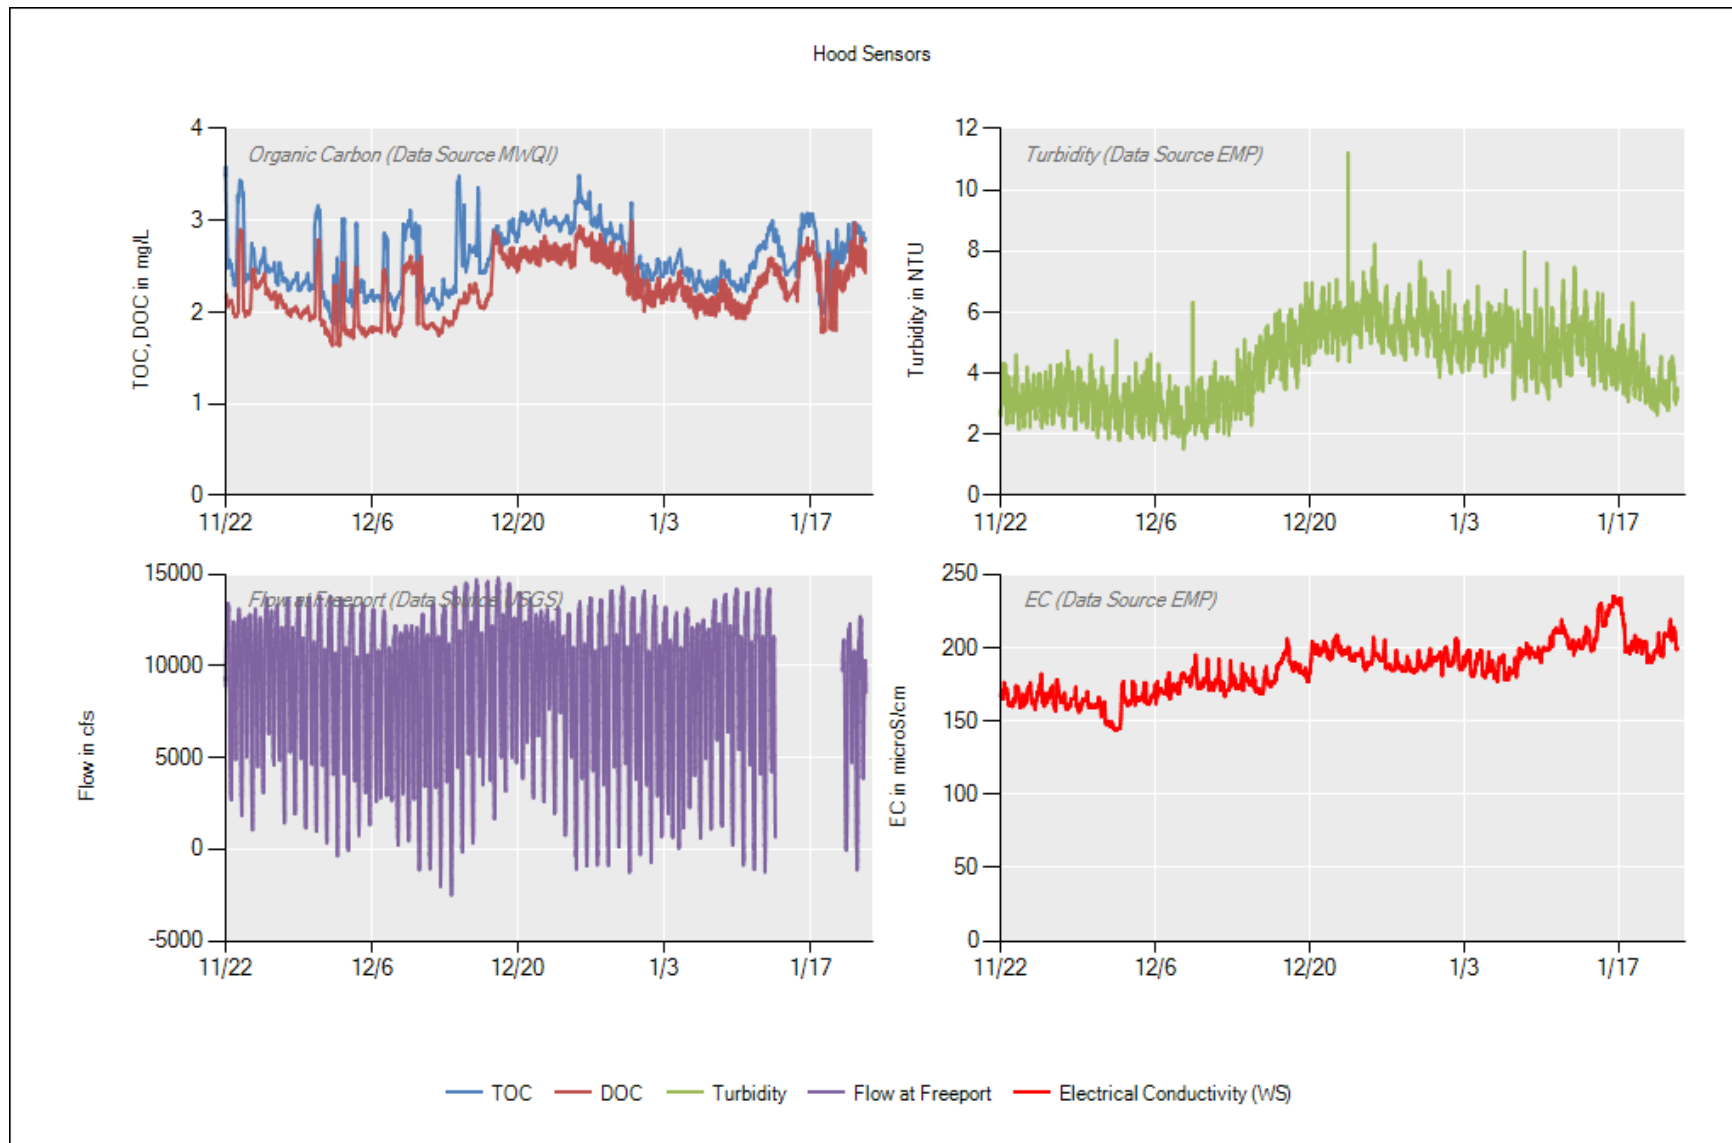 Hood Sensors
Organic Carbon (Data Source MWQI)
TOC, DOC in mg/L
4
3
2
1
0
11/22 12/6 12/20 1/3 1/17
Turbidity (Data Source EMP)
Turbidity in NTU
12
10
8
6
4
2
0
11/22 12/6 12/20 1/3 1/17
Flow at Freeport (Data Source USGS)
Flow in cfs
15000
10000
5000
0
-5000
11/22 12/6 12/20 1/3 1/17
EC (Data Source EMP)
EC in microS/cm
250
200
150
100
50
0
11/22 12/6 12/20 1/3 1/17
TOC DOC Turbidity Flow at Freeport Electrical Conductivity (WS)